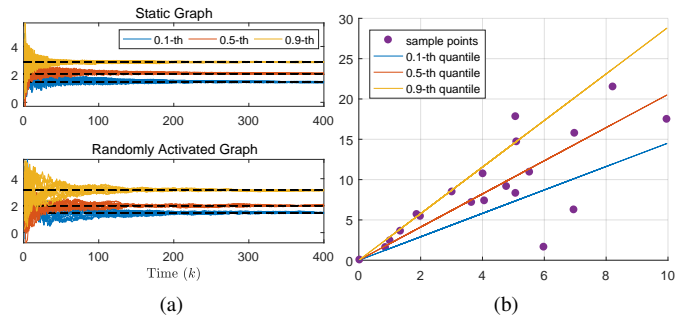 Static Graph
0.1-th 0.5-th 0.9-th
4
2
0
0 100 200 300 400
Randomly Activated Graph
4
2
0
0 100 200 300 400
Time (k)
(a)
30
25
20
15
10
5
0
0 2 4 6 8 10
sample points
0.1-th quantile
0.5-th quantile
0.9-th quantile
(b)